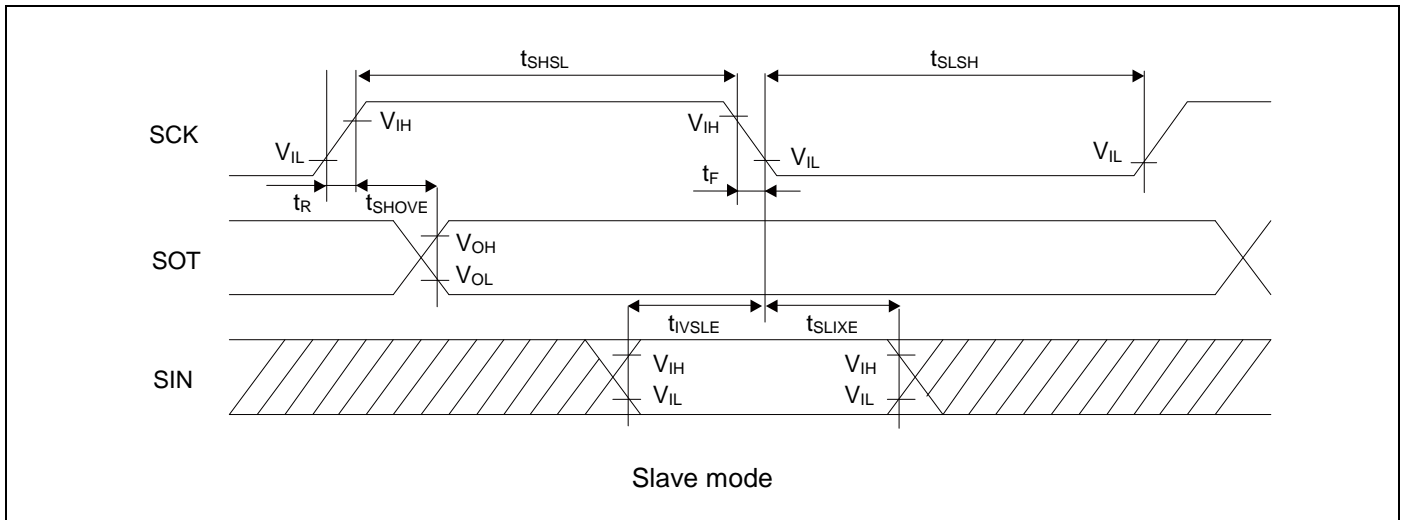 tSHSL
tSLSH
SCK
VIH
VIH
VIL
VIL
VIL
tF
tR
tSHOVE
SOT
VOH
VOL
tIVSLE
tSLIXE
SIN
VIH
VIH
VIL
VIL
Slave mode